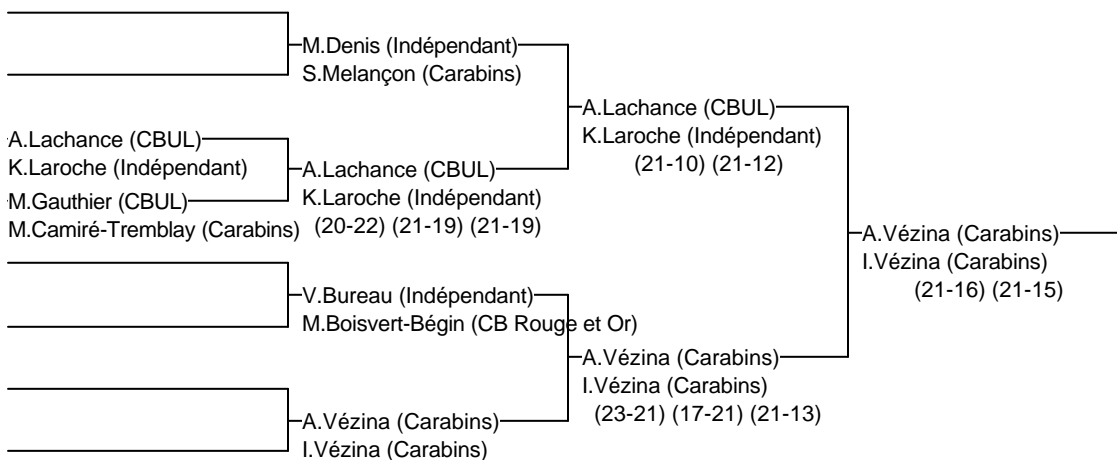 M.Denis (Indépendant)
S.Melançon (Carabins)
A.Lachance (CBUL)
K.Laroche (Indépendant)
(21-10) (21-12)
A.Lachance (CBUL)
K.Laroche (Indépendant)
M.Gauthier (CBUL)
M.Camiré-Tremblay (Carabins)
A.Lachance (CBUL)
K.Laroche (Indépendant)
(20-22) (21-19) (21-19)
A.Vézina (Carabins)
I.Vézina (Carabins)
(21-16) (21-15)
V.Bureau (Indépendant)
M.Boisvert-Bégin (CB Rouge et Or)
A.Vézina (Carabins)
I.Vézina (Carabins)
(23-21) (17-21) (21-13)
A.Vézina (Carabins)
I.Vézina (Carabins)